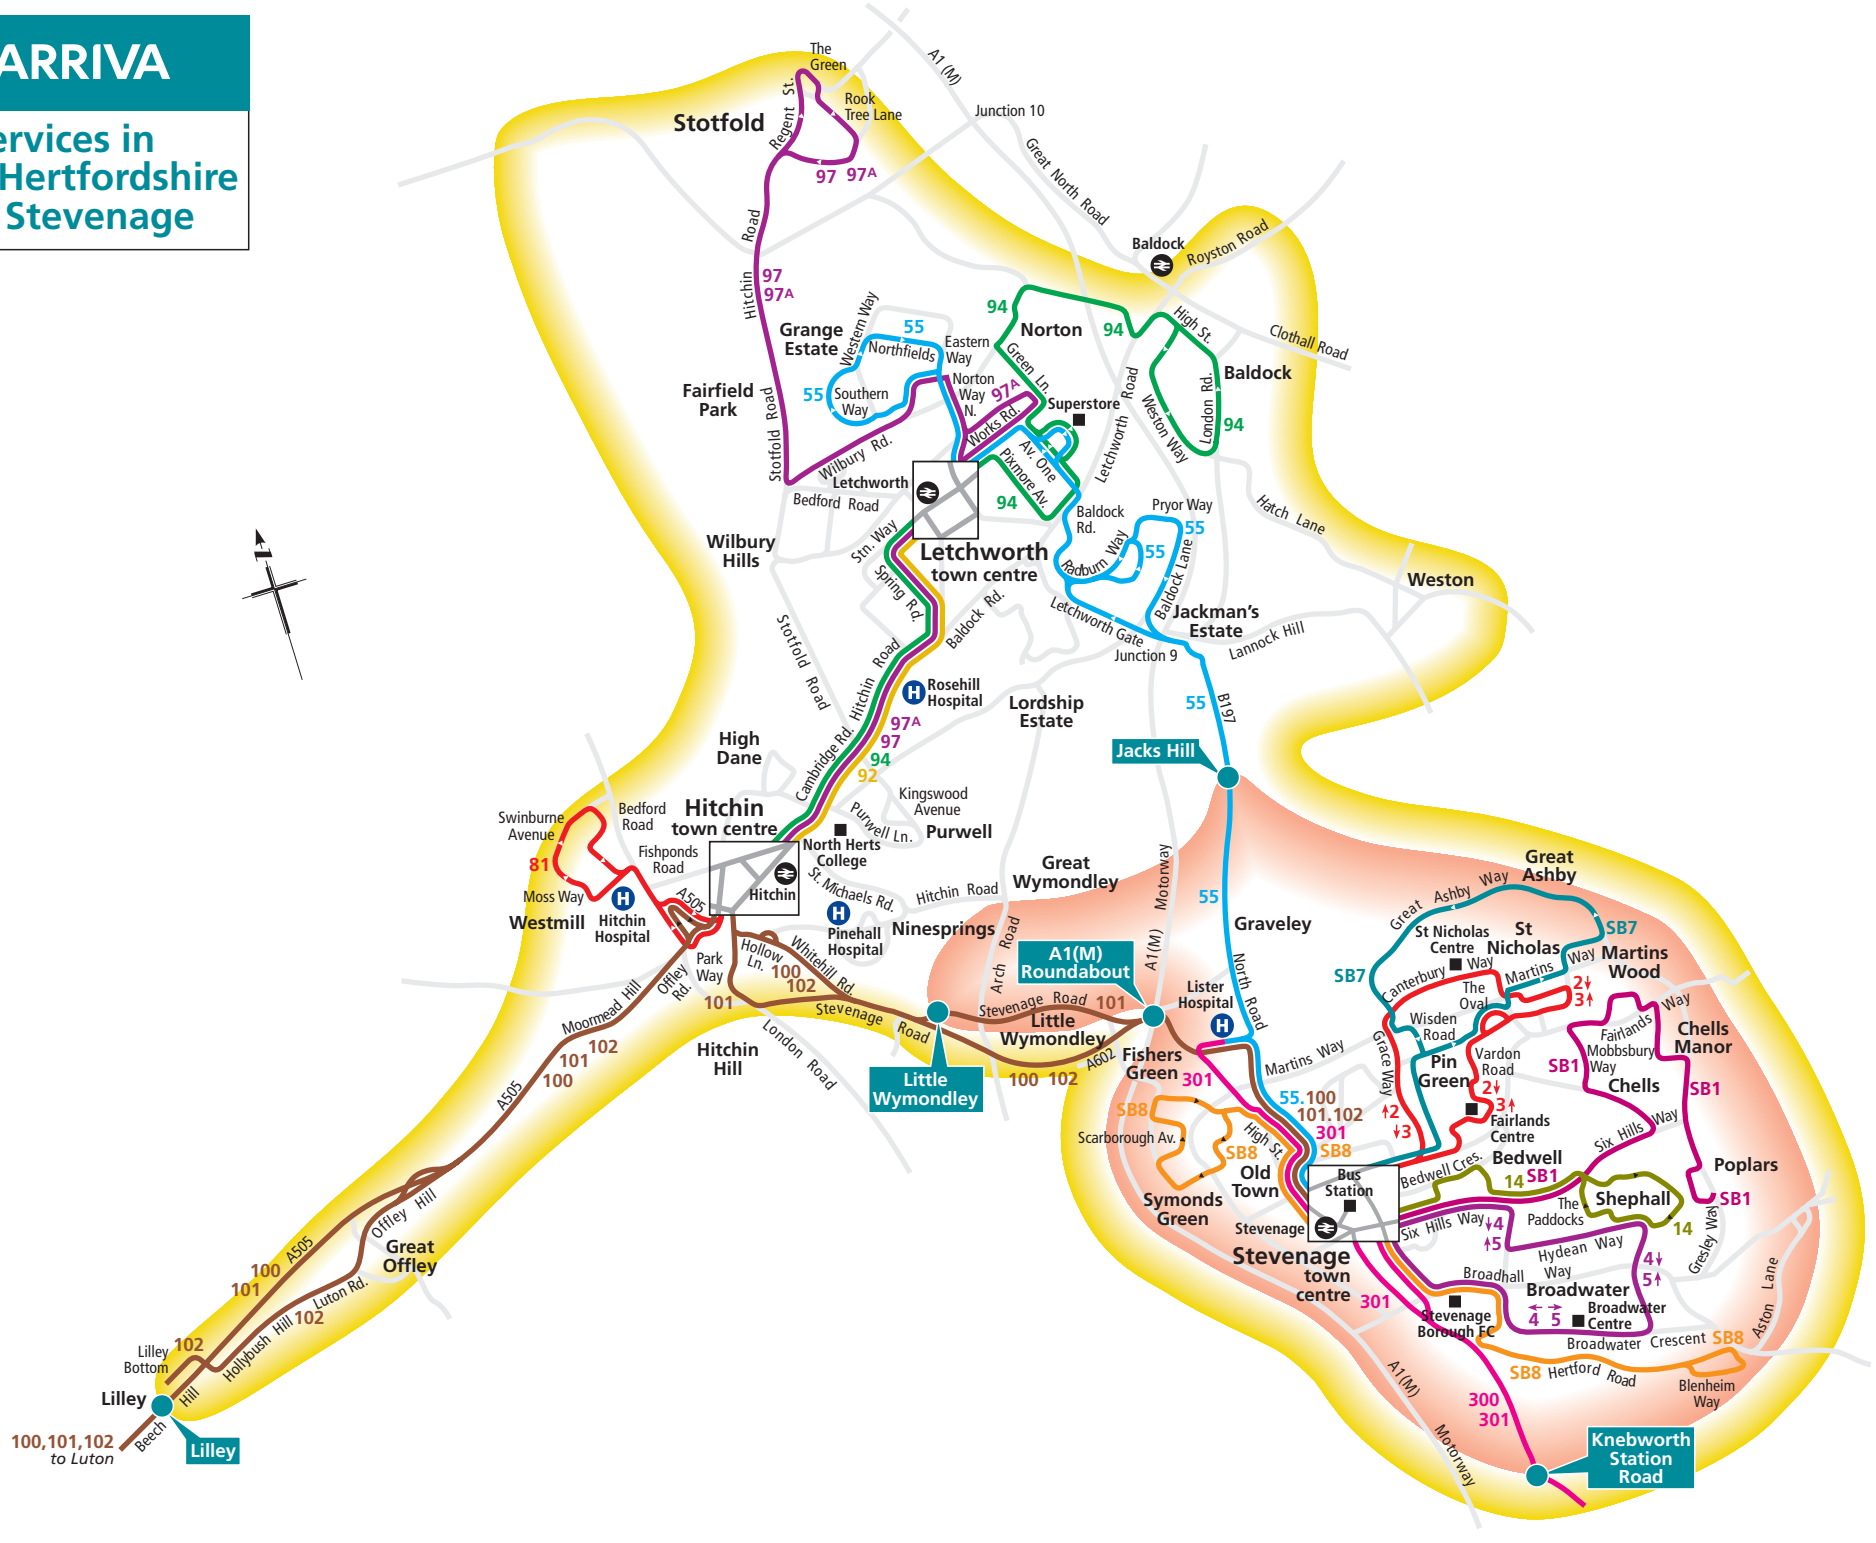 ARRIVA
ervices in
Hertfordshire
Stevenage
The
Green
A1 (M)
Rook
Tree Lane
Stotfold
Regent St.
Junction 10
97 97A
Great North Road
Hitchin Road
Baldock
Royston Road
97
97A
94
Norton
94
High St.
Clothall Road
Grange
Estate
Western Way
55
Northfields
Eastern
Way
Green Ln.
Baldock
Fairfield
Park
55
Southern
Way
Norton
Way
N.
97A
Superstore
Letchworth Road
Weston Way
London Rd.
94
Stotfold Road
Wilbury Rd.
Works Rd.
Av. One
Pixmore Av.
Letchworth
Bedford Road
94
Baldock
Rd.
Pryor Way
55
Hatch Lane
Wilbury
Hills
Stn. Way
Letchworth
town centre
Radburn Way
55
Baldock Lane
Weston
Spring Rd.
Baldock Rd.
Letchworth Gate
Jackman's
Estate
Lannock Hill
Junction 9
Stotfold Road
Hitchin Road
Rosehill
Hospital
Lordship
Estate
55
B197
97A
97
94
92
High
Dane
Cambridge Rd.
Jacks Hill
Kingswood
Avenue
Swinburne
Avenue
Bedford
Road
Hitchin
town centre
Purwell Ln.
Purwell
81
Fishponds
Road
North Herts
College
Hitchin
St. Michaels Rd.
Great
Wymondley
Motorway
Moss Way
Westmill
Hitchin
Hospital
A505
Pinehall
Hospital
Hitchin Road
Ninesprings
55
Graveley
Great
Ashby
Great Ashby Way
Park
Way
Hollow
Ln.
Whitehill Rd.
100
102
Arch Road
A1(M)
Roundabout
A1(M)
North Road
St Nicholas
Centre
St
Nicholas
SB7
SB7
Martins
Wood
Canterbury Way
Martins Way
The
Oval
2↓
3↑
Offley
Rd.
101
Stevenage Road
Stevenage Road
101
Little
Wymondley
Lister
Hospital
Wisden
Road
Fairlands Way
Chells
Manor
Moormead Hill
101 102
100
Hitchin
Hill
London Road
Little
Wymondley
100 102
A602
Fishers
Green
301
Martins Way
Grace Way
Pin
Green
Vardon
Road
SB1
Mobbsbury
Way
Chells
SB1
A505
SB8
Scarborough Av.
55.100
101.102
301
SB8
↑2
↓3
2↓
3↑
Fairlands
Centre
Six Hills Way
High St.
SB8
Old
Town
Symonds
Green
Bus
Station
Stevenage
Bedwell Cres.
Bedwell
14 SB1
Poplars
SB1
Shephall
The
Paddocks
14
Offley Hill
Great
Offley
A505
100
101
Luton Rd.
Stevenage
town
centre
Six Hills Way
↓4
↑5
Hydean Way
Gresley Way
Broadhall Way
4↓
5↑
Broadwater
Broadwater
Centre
← →
4 5
301
Stevenage
Borough FC
Broadwater Crescent
SB8
Aston Lane
Hollybush Hill
102
102
Lilley
Bottom
SB8 Hertford Road
Blenheim
Way
Lilley
Hill
Beech
100,101,102
to Luton
Lilley
A1(M)
Motorway
300
301
Knebworth
Station
Road